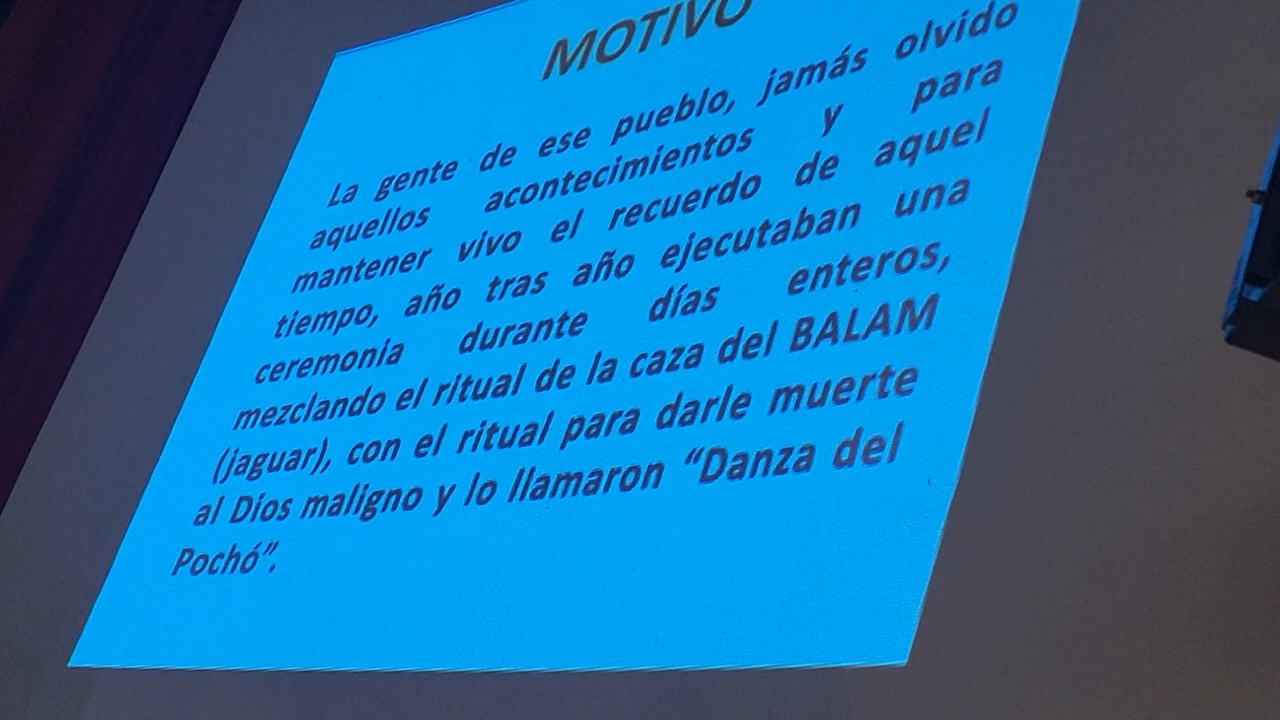 MOTIVO
La gente de ese pueblo, jamás olvido
aquellos acontecimientos y para
mantener vivo el recuerdo de aquel
tiempo, año tras año ejecutaban una
ceremonia durante días enteros,
mezclando el ritual de la caza del BALAM
(jaguar), con el ritual para darle muerte
al Dios maligno y lo llamaron “Danza del
Pochó”.